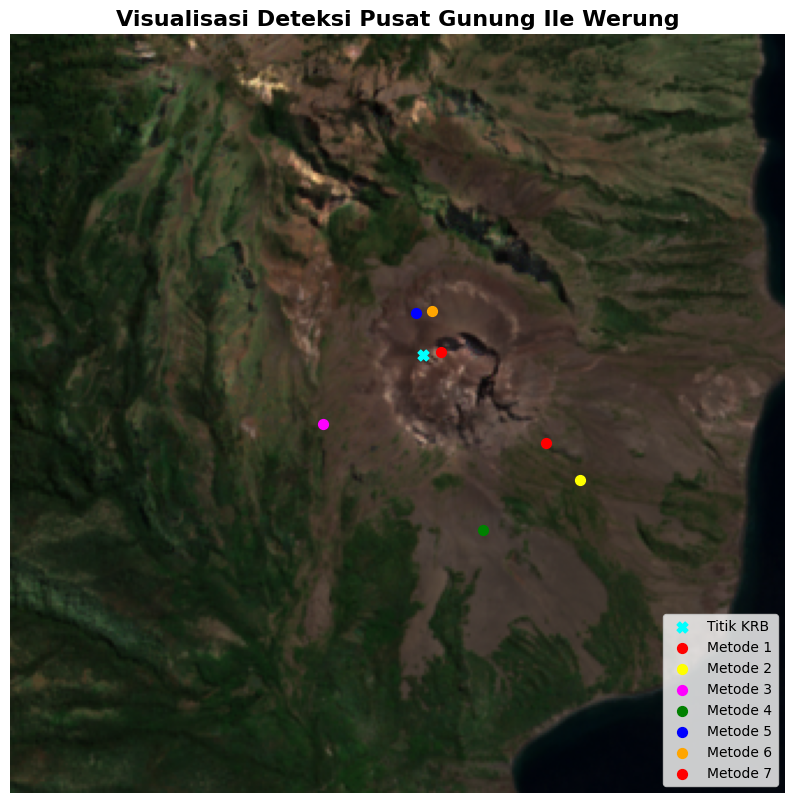 Visualisasi Deteksi Pusat Gunung Ile Werung
Titik KRB
Metode 1
Metode 2
Metode 3
Metode 4
Metode 5
Metode 6
Metode 7